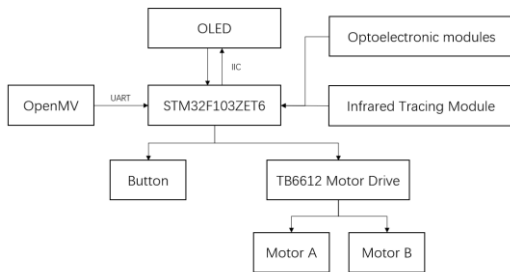 OLED
Optoelectronic modules
IIC
UART
OpenMV
STM32F103ZET6
Infrared Tracing Module
Button
TB6612 Motor Drive
Motor A
Motor B